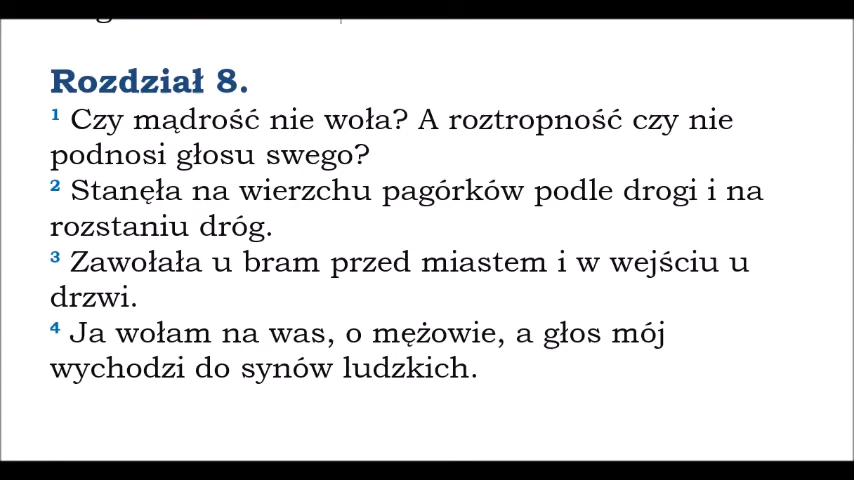 Rozdział 8.
1 Czy mądrość nie woła? A roztropność czy nie
podnosi głosu swego?
2 Stanęła na wierzchu pagórków podle drogi i na
rozstaniu dróg.
3 Zawołała u bram przed miastem i w wejściu u
drzwi.
4 Ja wołam na was, o mężowie, a głos mój
wychodzi do synów ludzkich.